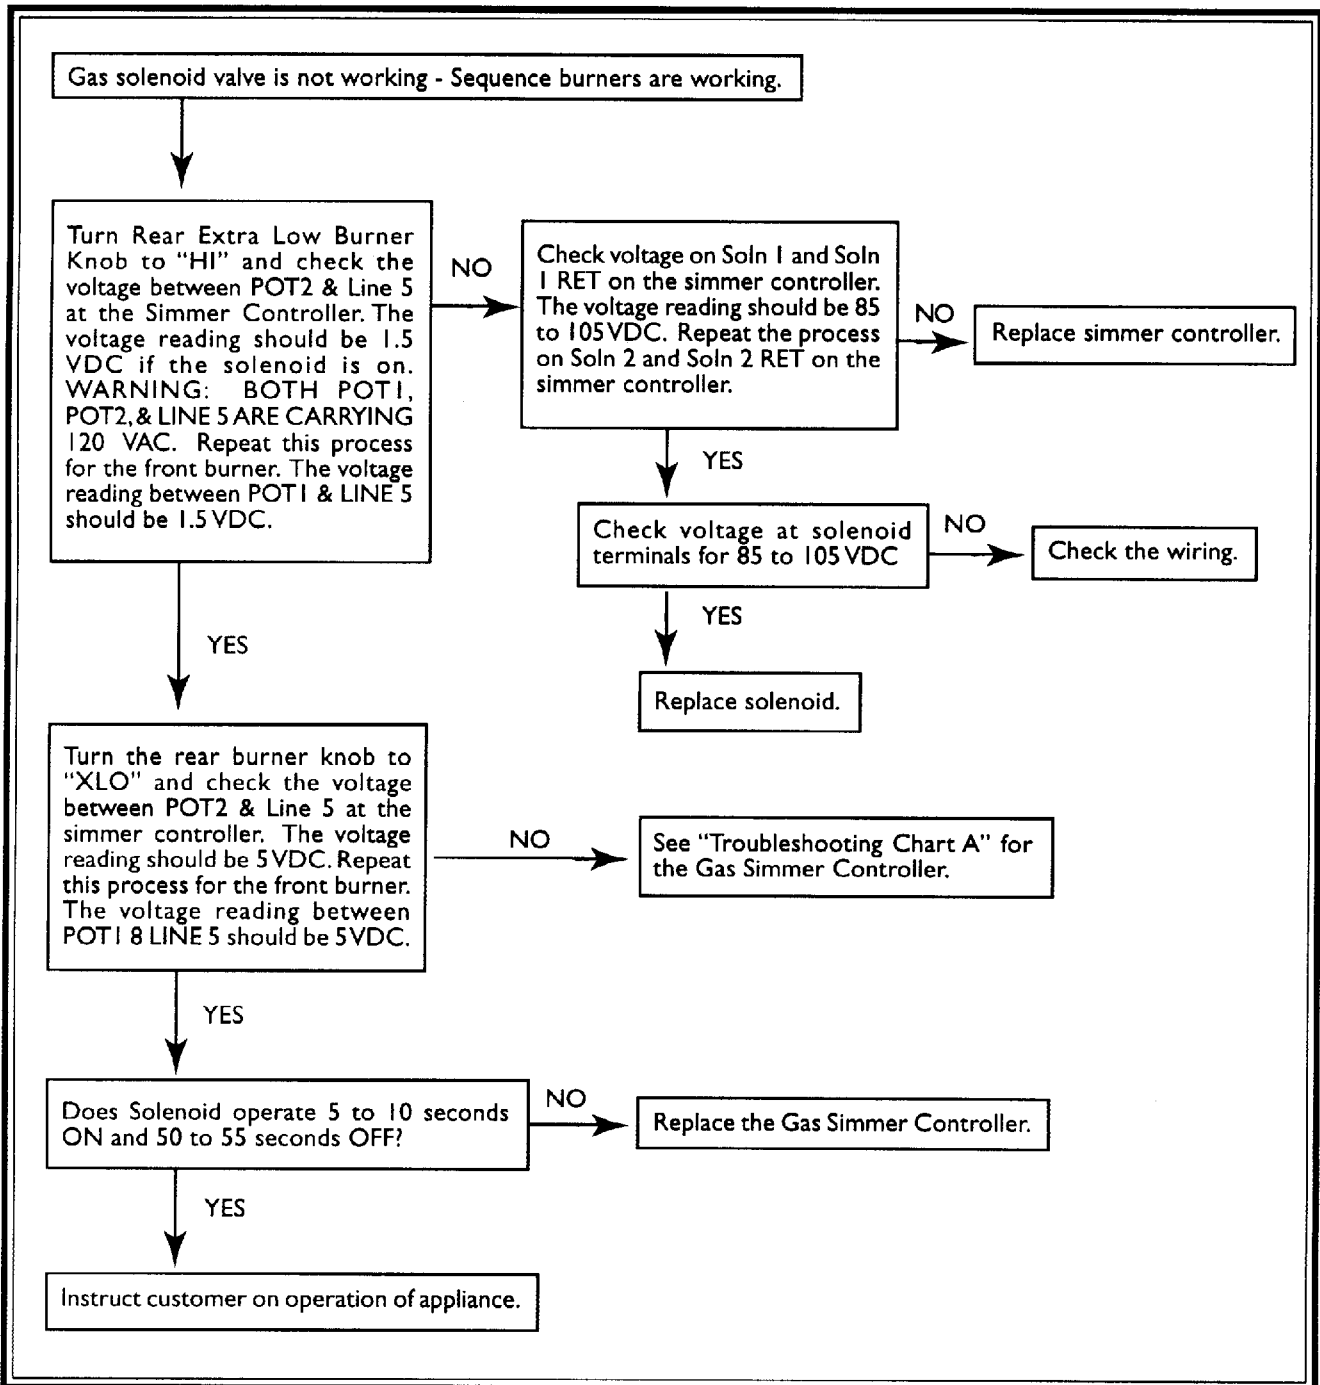 Gas solenoid valve is not working - Sequence burners are working.
Turn Rear Extra Low Burner
Knob to "HI" and check the
voltage between POT2 & Line 5
at the Simmer Controller. The
voltage reading should be 1.5
VDC if the solenoid is on.
WARNING: BOTH POT1,
POT2, & LINE 5 ARE CARRYING
120 VAC. Repeat this process
for the front burner. The voltage
reading between POT1 & LINE 5
should be 1.5 VDC.
NO
Check voltage on Soln 1 and Soln
1 RET on the simmer controller.
The voltage reading should be 85
to 105 VDC. Repeat the process
on Soln 2 and Soln 2 RET on the
simmer controller.
NO
Replace simmer controller.
YES
Check voltage at solenoid
terminals for 85 to 105 VDC
NO
Check the wiring.
YES
Replace solenoid.
YES
Turn the rear burner knob to
"XLO" and check the voltage
between POT2 & Line 5 at the
simmer controller. The voltage
reading should be 5 VDC. Repeat
this process for the front burner.
The voltage reading between
POT1 8 LINE 5 should be 5 VDC.
NO
See "Troubleshooting Chart A" for
the Gas Simmer Controller.
YES
Does Solenoid operate 5 to 10 seconds
ON and 50 to 55 seconds OFF?
NO
Replace the Gas Simmer Controller.
YES
Instruct customer on operation of appliance.